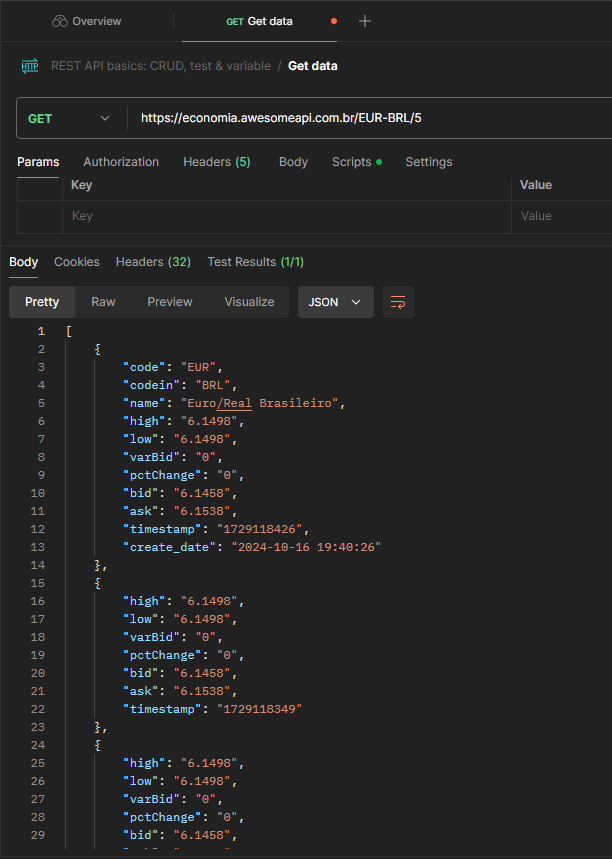 Overview GET Get data
HTTP REST API basics: CRUD, test & variable / Get data
GET https://economia.awesomeapi.com.br/EUR-BRL/5
Params Authorization Headers (5) Body Scripts Settings
Key Value
Key Value
Body Cookies Headers (32) Test Results (1/1)
Pretty Raw Preview Visualize JSON
1 [
2 {
3 "code": "EUR",
4 "codein": "BRL",
5 "name": "Euro/Real Brasileiro",
6 "high": "6.1498",
7 "low": "6.1498",
8 "varBid": "0",
9 "pctChange": "0",
10 "bid": "6.1458",
11 "ask": "6.1538",
12 "timestamp": "1729118426",
13 "create_date": "2024-10-16 19:40:26"
14 },
15 {
16 "high": "6.1498",
17 "low": "6.1498",
18 "varBid": "0",
19 "pctChange": "0",
20 "bid": "6.1458",
21 "ask": "6.1538",
22 "timestamp": "1729118349"
23 },
24 {
25 "high": "6.1498",
26 "low": "6.1498",
27 "varBid": "0",
28 "pctChange": "0",
29 "bid": "6.1458",